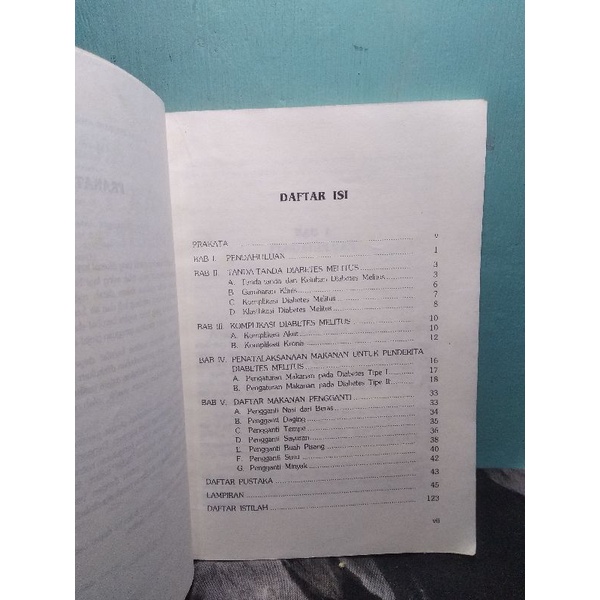 PRAKAT
DAFTAR ISI
PRAKATA v
BAB I. PENDAHULUAN 1
BAB II. TANDA TANDA DIABETES MELITUS 3
A. Tanda tanda dan Keluhan Diabetes Melitus 3
B. Gambaran Klinis 6
C. Komplikasi Diabetes Melitus 7
D. Klasifikasi Diabetes Melitus 8
BAB III. KOMPLIKASI DIABETES MELITUS 10
A. Komplikasi Akut 10
B. Komplikasi Kronis 12
BAB IV. PENATALAKSANAAN MAKANAN UNTUK PENDERITA
DIABETES MELITUS 16
A. Pengaturan Makanan pada Diabetes Tipe I 17
B. Pengaturan Makanan pada Diabetes Tipe II 18
BAB V. DAFTAR MAKANAN PENGGANTI 33
A. Pengganti Nasi dari Beras 33
B. Pengganti Daging 34
C. Pengganti Tempe 35
D. Pengganti Sayuran 36
E. Pengganti Buah Pisang 38
F. Pengganti Susu 40
G. Pengganti Minyak 42
DAFTAR PUSTAKA 43
LAMPIRAN 45
DAFTAR ISTILAH 123
vii